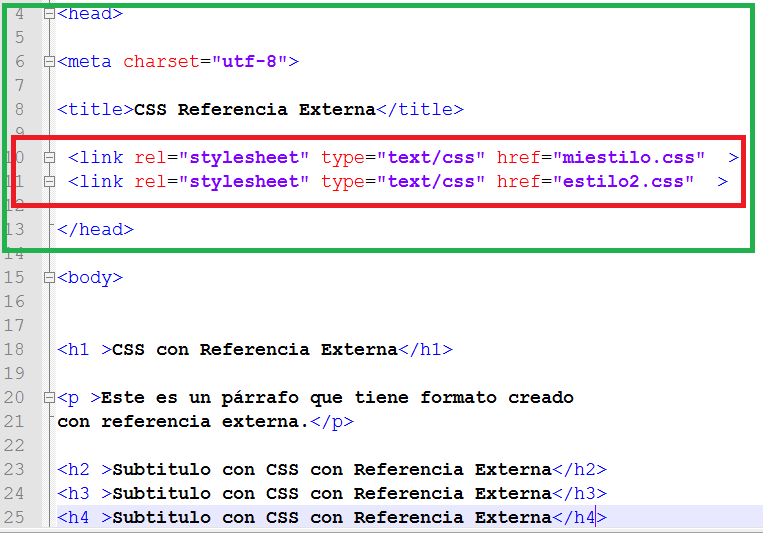 4 <head>
5
6 <meta charset="utf-8">
7
8 <title>CSS Referencia Externa</title>
9
10 <link rel="stylesheet" type="text/css" href="miestilo.css" >
11 <link rel="stylesheet" type="text/css" href="estilo2.css" >
12
13 </head>
14
15 <body>
16
17
18 <h1 >CSS con Referencia Externa</h1>
19
20 <p >Este es un párrafo que tiene formato creado
21 con referencia externa.</p>
22
23 <h2 >Subtitulo con CSS con Referencia Externa</h2>
24 <h3 >Subtitulo con CSS con Referencia Externa</h3>
25 <h4 >Subtitulo con CSS con Referencia Externa</h4>